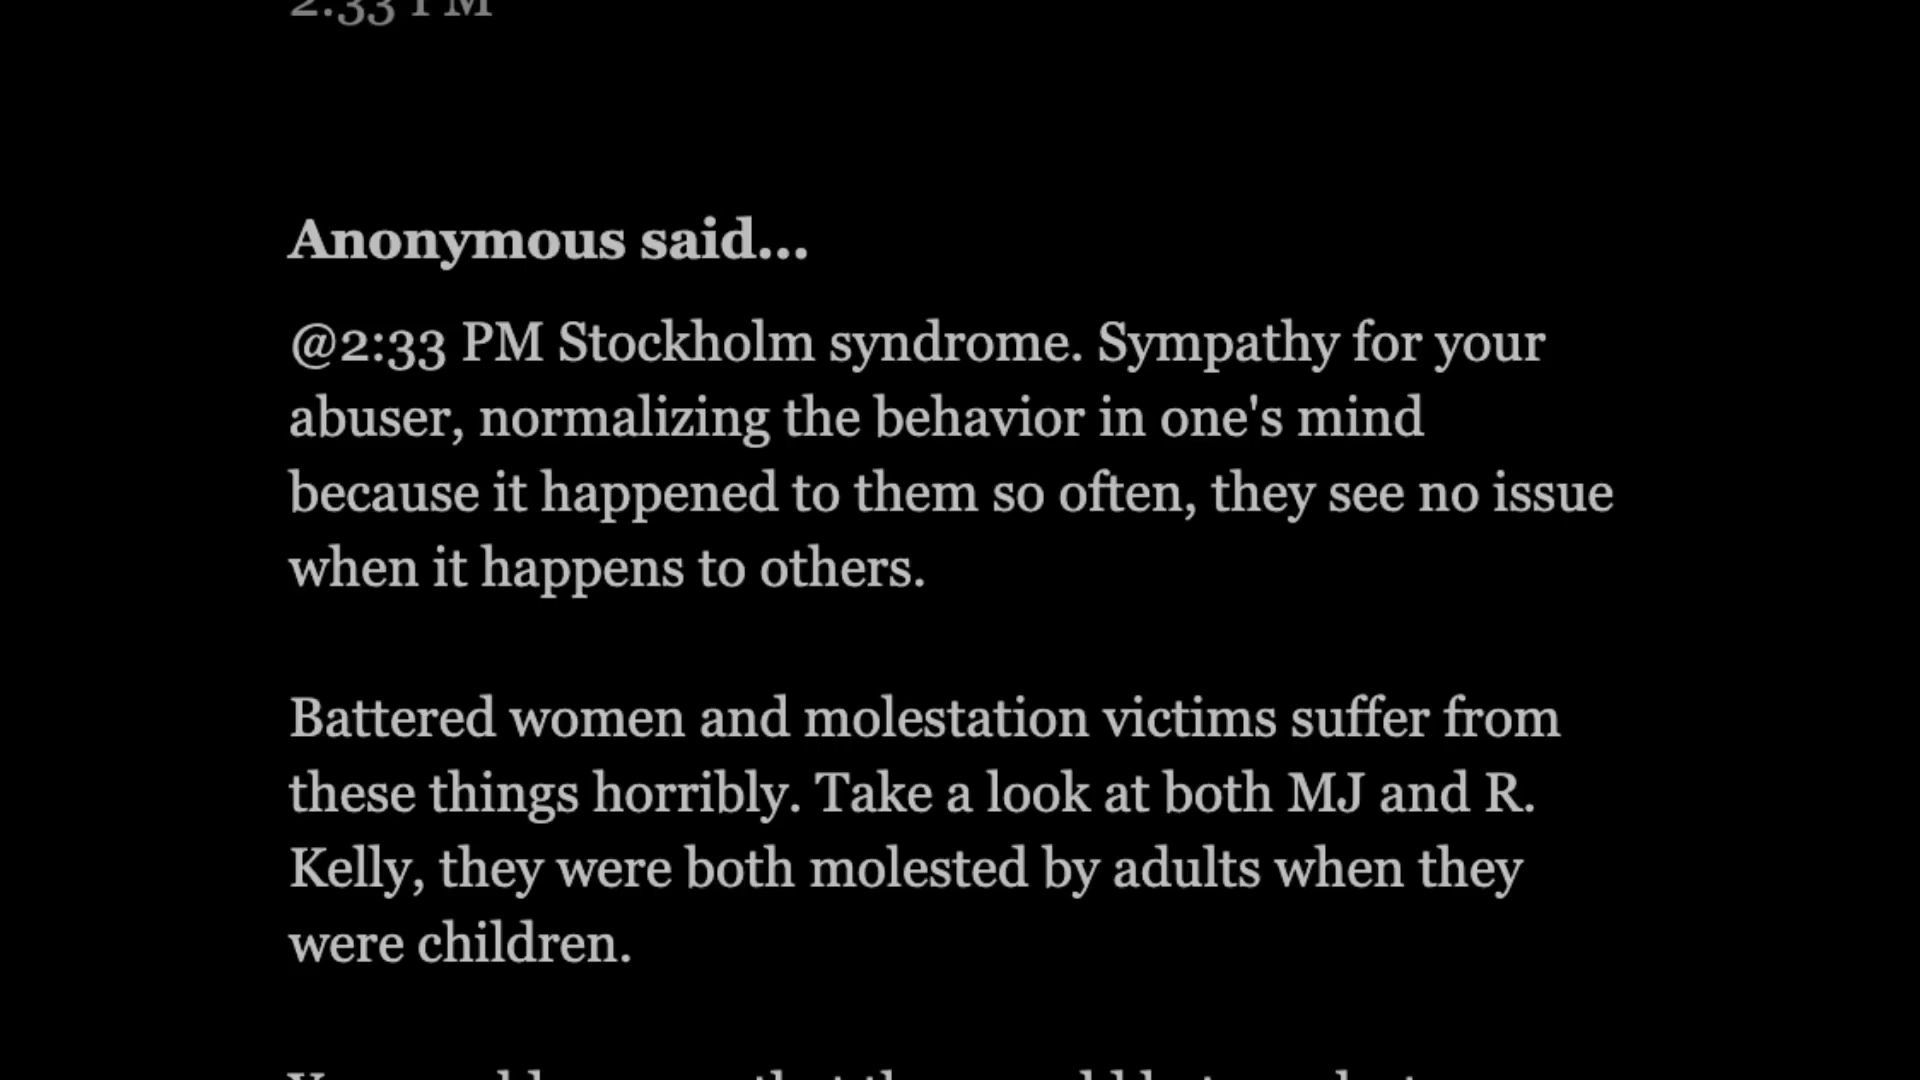 2:33 PM
Anonymous said...
@2:33 PM Stockholm syndrome. Sympathy for your
abuser, normalizing the behavior in one's mind
because it happened to them so often, they see no issue
when it happens to others.
Battered women and molestation victims suffer from
these things horribly. Take a look at both MJ and R.
Kelly, they were both molested by adults when they
were children.